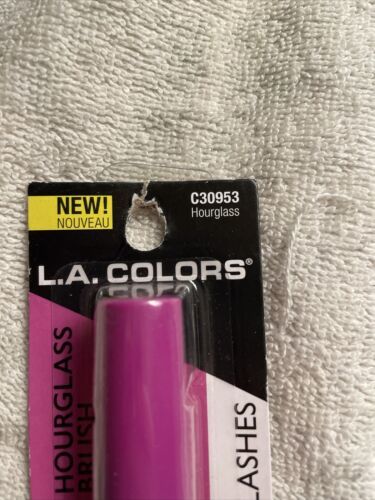 NEW!
NOUVEAU
C30953
Hourglass
L.A. COLORS®
HOURGLASS
BRUSH
LASHES